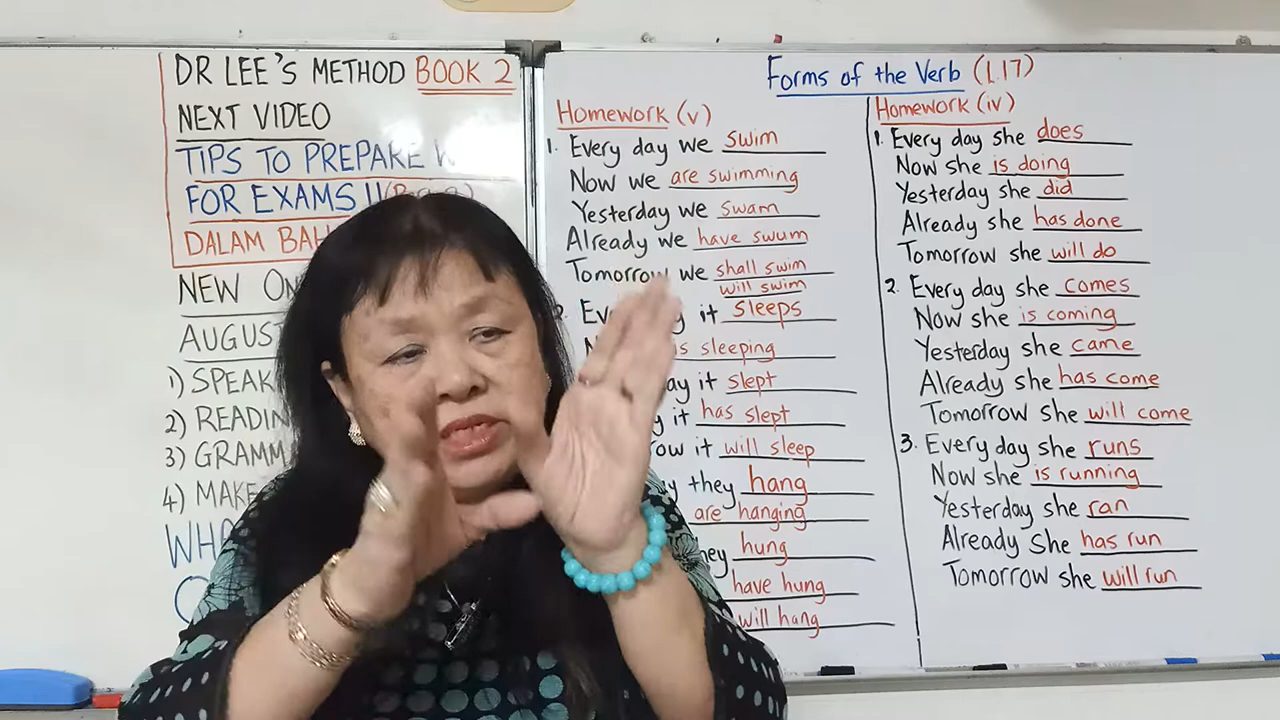 DR LEE'S METHOD BOOK 2
NEXT VIDEO
TIPS TO PREPARE
FOR EXAMS II
DALAM
NEW
AUGUST
1) SPEAK
2)
3)
4) MAKE
Forms of the Verb (1.17)
Homework (v)
1. Every day we swim
Now we are swimming
Yesterday we swam
Already we have swum
Tomorrow we shall swim
will swim
it sleeps
is sleeping
it slept
it has slept
it will sleep
they hang
are hanging
hung
have hung
will hang
Homework (iv)
1. Every day she does
Now she is doing
Yesterday she did
Already she has done
Tomorrow she will do
2. Every day she comes
Now she is coming
Yesterday she came
Already she has come
Tomorrow she will come
3. Every day she runs
Now she is running
Yesterday she ran
Already she has run
Tomorrow she will run